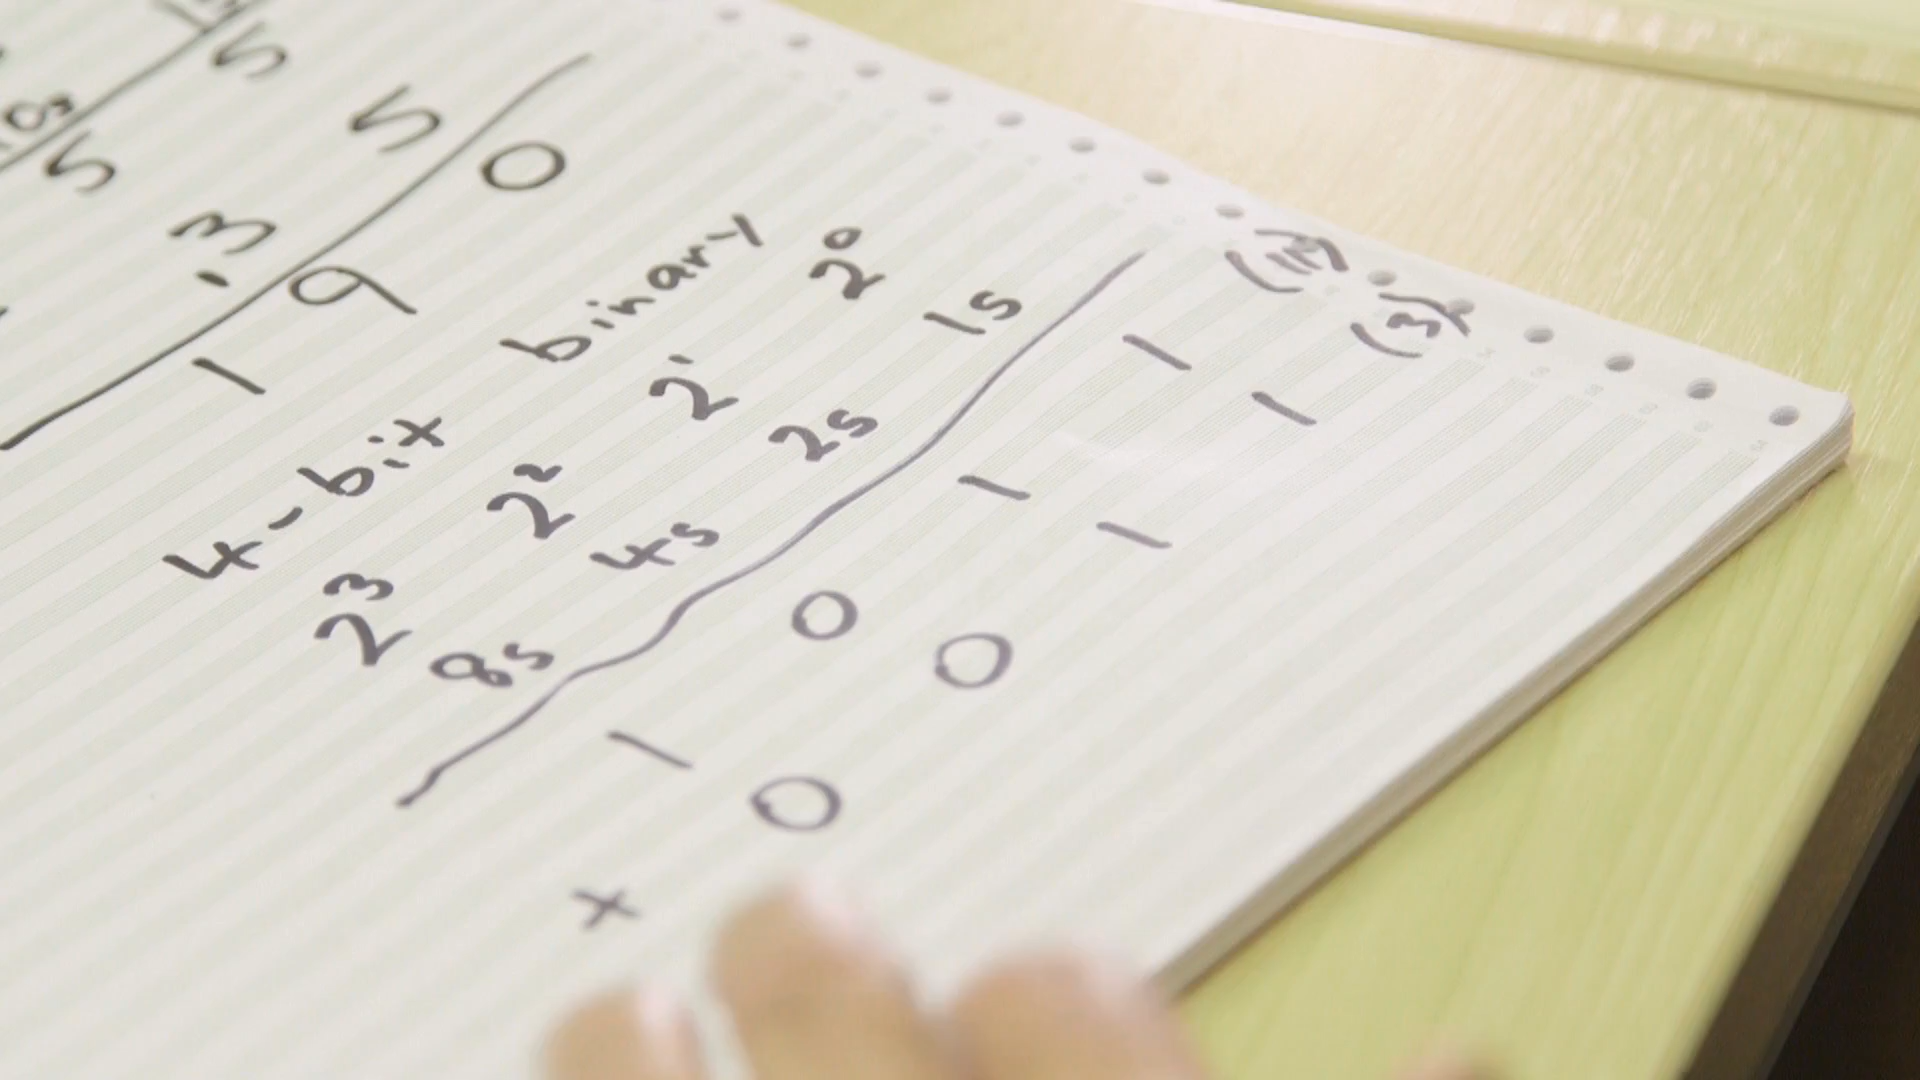 5 5
5 5
.3
1 9 0
4-bit binary
2³ 2² 2¹ 2⁰
8s 4s 2s 1s
1 0 1 1 (11)
+ 0 0 1 1 (3)